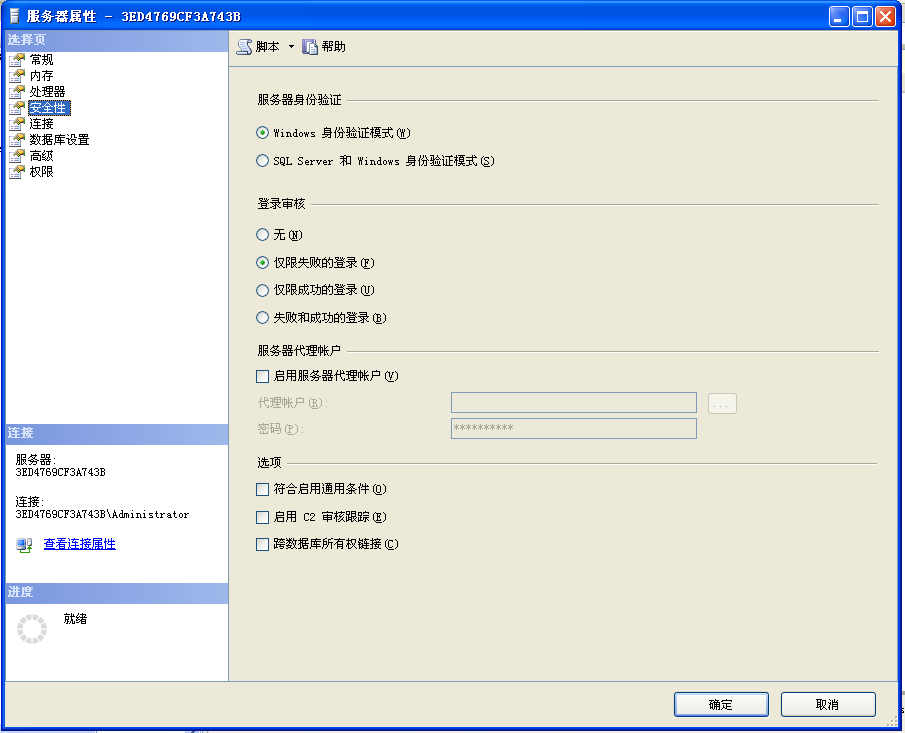 服务器属性 - 3ED4769CF3A743B
选择页
常规
内存
处理器
安全性
连接
数据库设置
高级
权限
脚本
帮助
服务器身份验证
Windows 身份验证模式(W)
SQL Server 和 Windows 身份验证模式(S)
登录审核
无(N)
仅限失败的登录(F)
仅限成功的登录(U)
失败和成功的登录(B)
服务器代理帐户
启用服务器代理帐户(V)
代理帐户(R):
...
密码(P):
**********
选项
符合启用通用条件(O)
启用 C2 审核跟踪(E)
跨数据库所有权链接(C)
连接
服务器:
3ED4769CF3A743B
连接:
3ED4769CF3A743B\Administrator
查看连接属性
进度
就绪
确定
取消